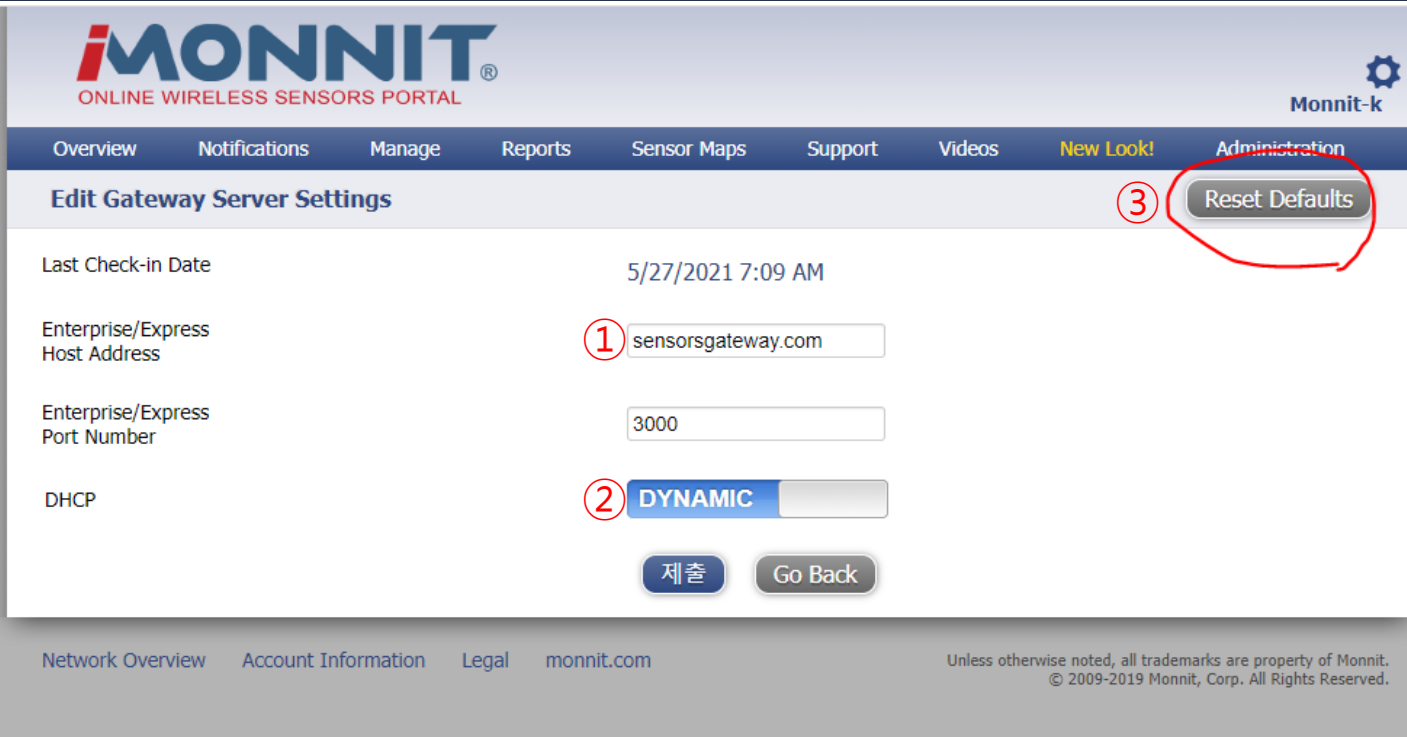 iMONNIT®
ONLINE WIRELESS SENSORS PORTAL
Monnit-k
Overview Notifications Manage Reports Sensor Maps Support Videos New Look! Administration
Edit Gateway Server Settings
③ Reset Defaults
Last Check-in Date
5/27/2021 7:09 AM
Enterprise/Express
Host Address
① sensorsgateway.com
Enterprise/Express
Port Number
3000
DHCP
② DYNAMIC
제출 Go Back
Network Overview Account Information Legal monnit.com
Unless otherwise noted, all trademarks are property of Monnit.
© 2009-2019 Monnit, Corp. All Rights Reserved.